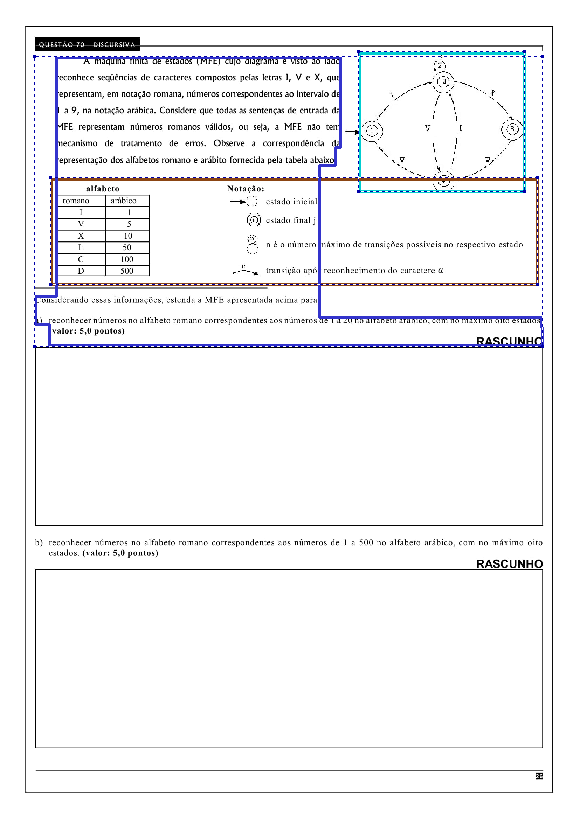 QUESTÃO 70 - DISCURSIVA
A máquina finita de estados (MFE) cujo diagrama é visto ao lado
reconhece seqüências de caracteres compostos pelas letras I, V e X, que
representam, em notação romana, números correspondentes ao intervalo de
1 a 9, na notação arábica. Considere que todas as sentenças de entrada da
MFE representam números romanos válidos, ou seja, a MFE não tem
mecanismo de tratamento de erros. Observe a correspondência da
representação dos alfabetos romano e arábito fornecida pela tabela abaixo.
V I
alfabeto
romano arábico
I 1
V 5
X 10
L 50
C 100
D 500
Notação:
estado inicial
estado final j
n é o número máximo de transições possíveis no respectivo estado
transição após reconhecimento do caractere α
Considerando essas informações, estenda a MFE apresentada acima para
a) reconhecer números no alfabeto romano correspondentes aos números de 1 a 20 no alfabeto arábico, com no máximo oito estados.
(valor: 5,0 pontos)
RASCUNHO
b) reconhecer números no alfabeto romano correspondentes aos números de 1 a 500 no alfabeto arábico, com no máximo oito
estados. (valor: 5,0 pontos)
RASCUNHO